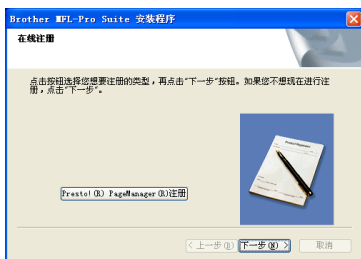 Brother MFL-Pro Suite 安装程序
在线注册
点击按钮选择您想要注册的类型，再点击"下一步"按钮。如果您不想现在进行注
册，点击"下一步"。
Presto!(R) PageManager(R)注册
< 上一步(B) 下一步(N) > 取消